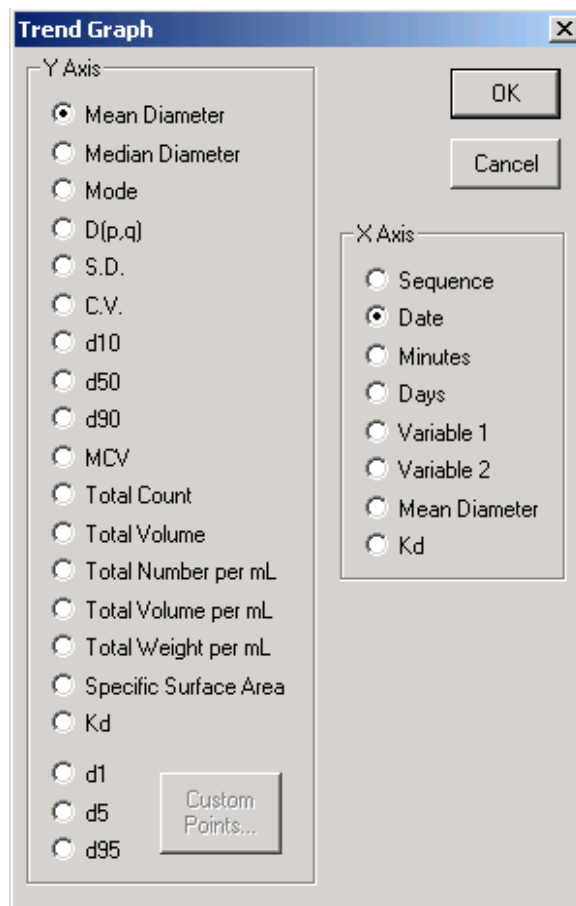 Trend Graph
Y Axis
Mean Diameter
Median Diameter
Mode
D(p,q)
S.D.
C.V.
d10
d50
d90
MCV
Total Count
Total Volume
Total Number per mL
Total Volume per mL
Total Weight per mL
Specific Surface Area
Kd
d1
d5
d95
Custom
Points...
OK
Cancel
X Axis
Sequence
Date
Minutes
Days
Variable 1
Variable 2
Mean Diameter
Kd